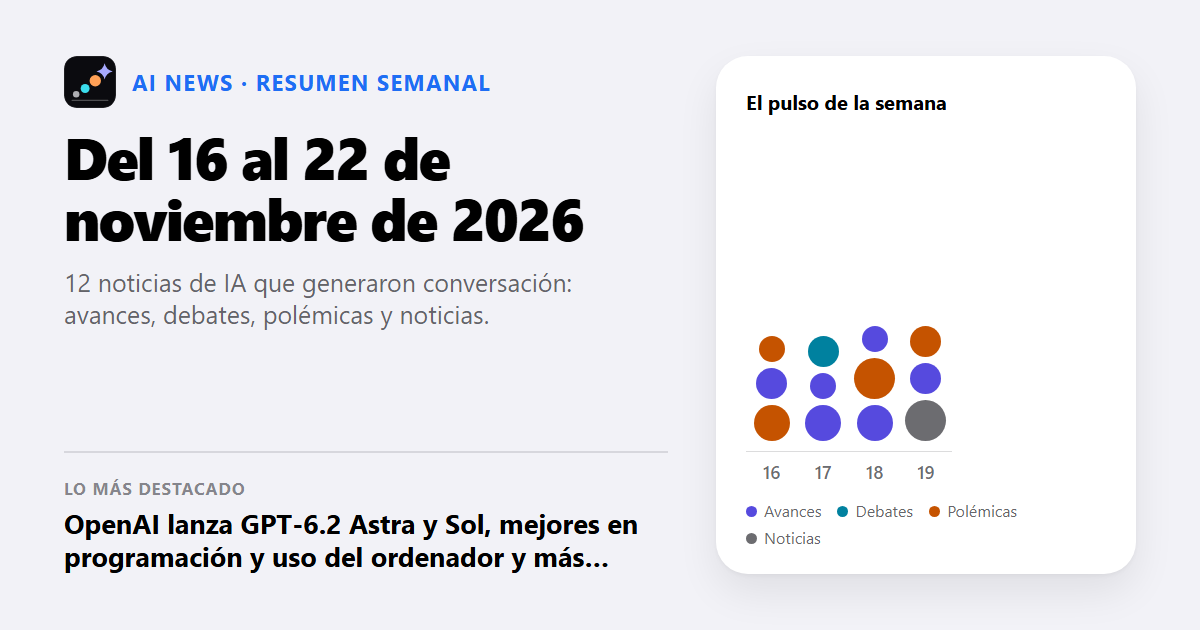 AI NEWS · RESUMEN SEMANAL
Del 16 al 22 de
noviembre de 2026
12 noticias de IA que generaron conversación:
avances, debates, polémicas y noticias.
LO MÁS DESTACADO
OpenAI lanza GPT-6.2 Astra y Sol, mejores en
programación y uso del ordenador y más...
El pulso de la semana
16 17 18 19
Avances Debates Polémicas
Noticias